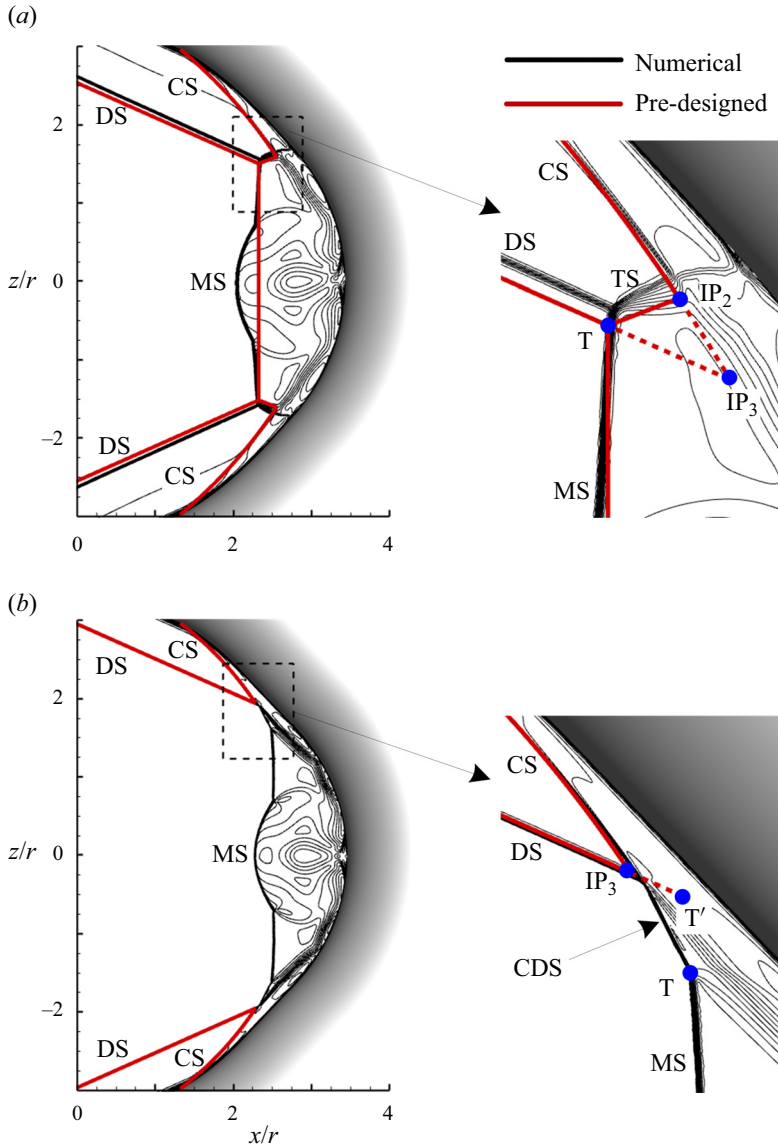 (a)
Numerical
Pre-designed
CS
DS
2
CS
DS
TS
z/r
0
MS
IP2
T
IP3
−2
DS
CS
MS
0
2
4
(b)
CS
DS
2
CS
DS
z/r
0
MS
IP3
T′
CDS
T
−2
DS
CS
MS
0
2
4
x/r